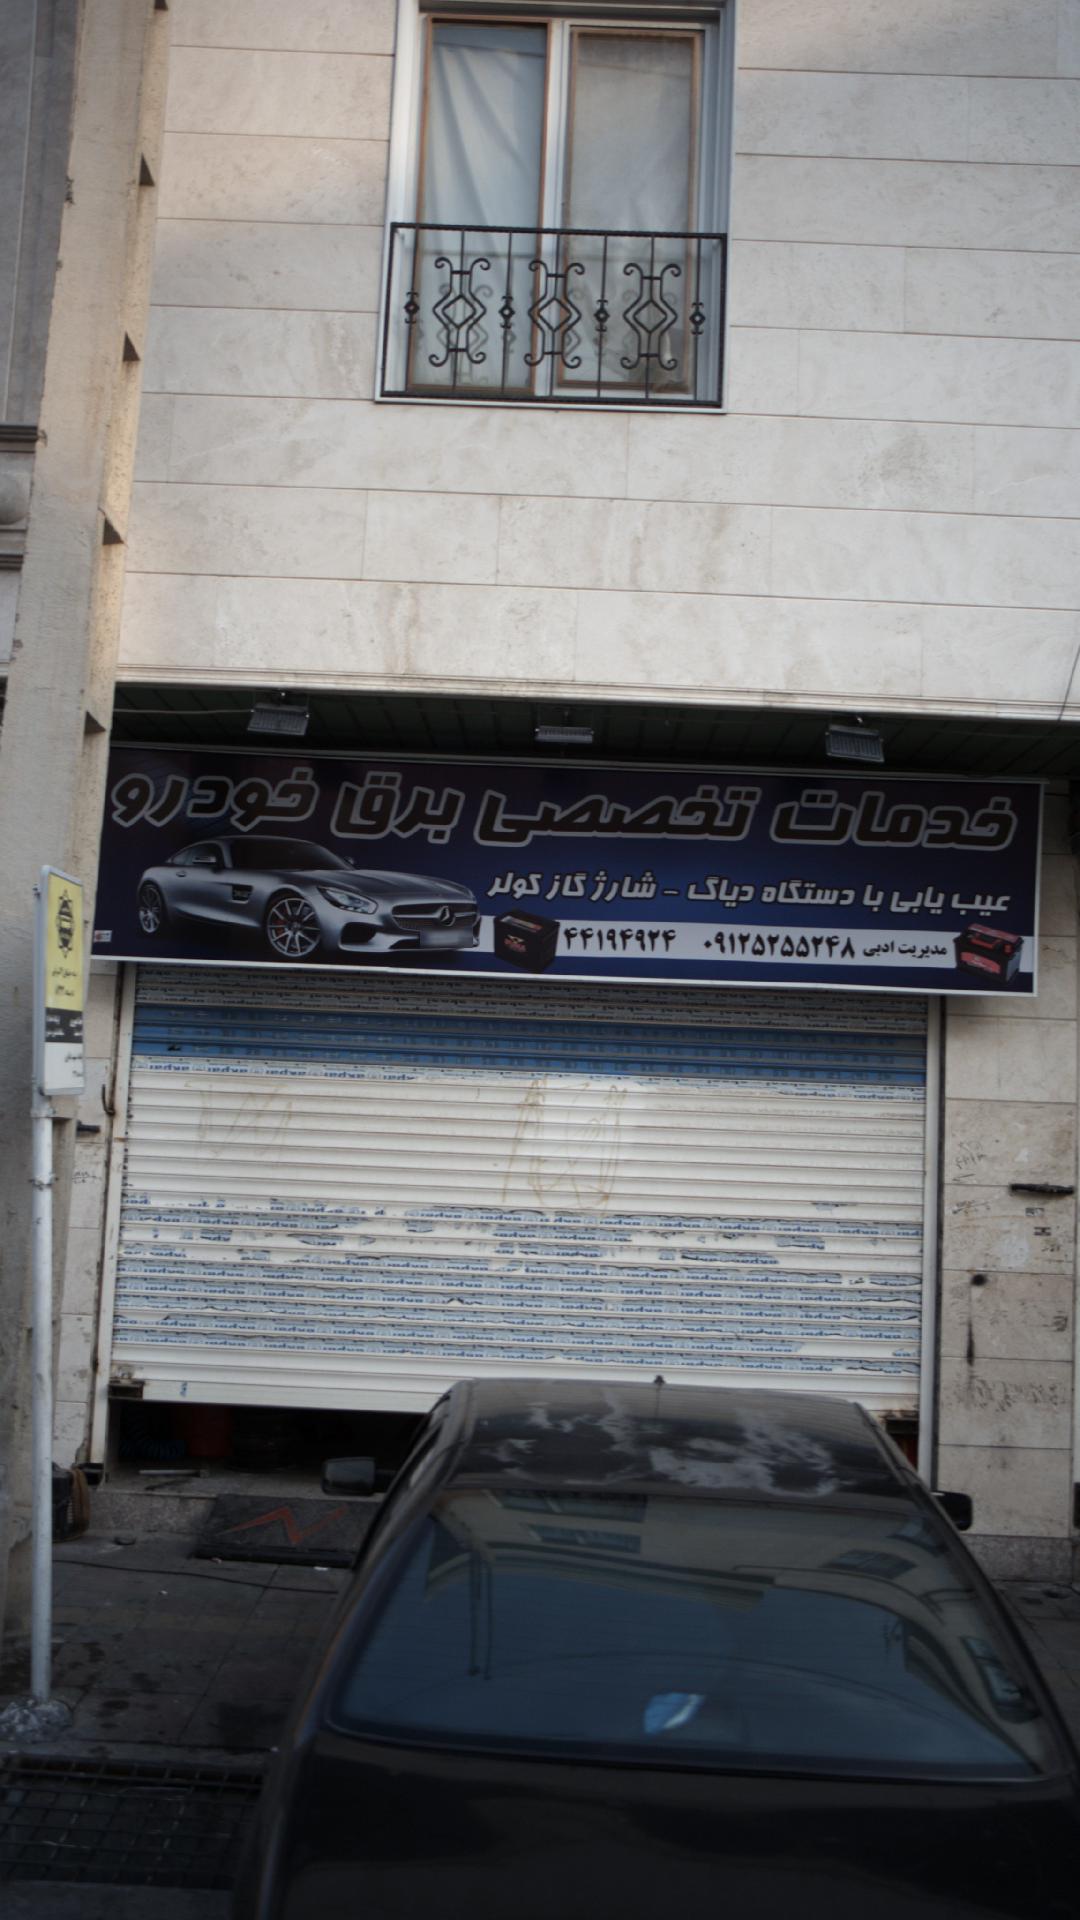 خدمات تخصصی برق خودرو
عیب یابی با دستگاه دیاگ - شارژ گاز کولر
مدیریت ادبی ۰۹۱۲۵۲۵۵۲۴۸ ۴۴۱۹۴۹۲۴